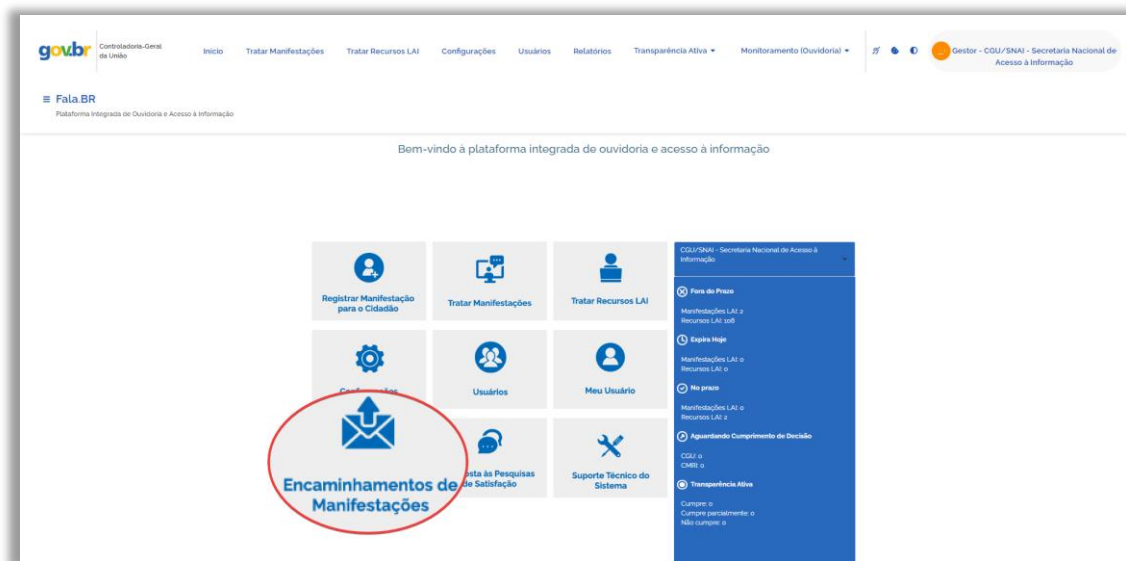 gov.br
Controladoria-Geral
da União
Início Tratar Manifestações Tratar Recursos LAI Configurações Usuários Relatórios Transparência Ativa Monitoramento (Ouvidoria)
Gestor - CGU/SNAI - Secretaria Nacional de
Acesso à Informação
Fala.BR
Plataforma Integrada de Ouvidoria e Acesso à Informação
Bem-vindo à plataforma integrada de ouvidoria e acesso à informação
Registrar Manifestação
para o Cidadão
Tratar Manifestações
Tratar Recursos LAI
Usuários
Meu Usuário
Encaminhamentos de
Manifestações
às Pesquisas
de Satisfação
Suporte Técnico do
Sistema
CGU/SNAI - Secretaria Nacional de Acesso à
Informação
Fora do Prazo
Manifestações LAI: 2
Recursos LAI: 108
Expira Hoje
Manifestações LAI: 0
Recursos LAI: 0
No prazo
Manifestações LAI: 0
Recursos LAI: 2
Aguardando Cumprimento de Decisão
CGU: 0
CMRI: 0
Transparência Ativa
Cumpre: 0
Cumpre parcialmente: 0
Não cumpre: 0